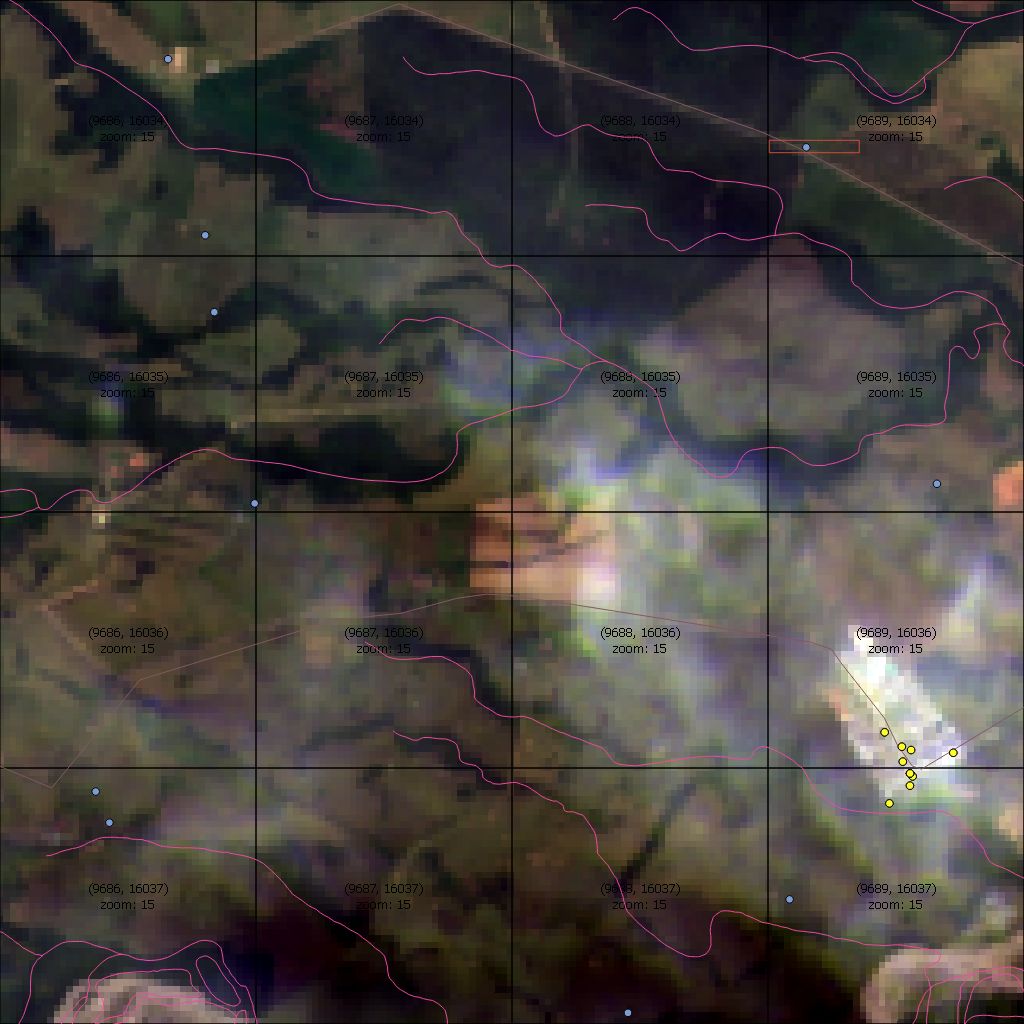 (9686, 16034)
zoom: 15
(9687, 16034)
zoom: 15
(9688, 16034)
zoom: 15
(9689, 16034)
zoom: 15
(9686, 16035)
zoom: 15
(9687, 16035)
zoom: 15
(9688, 16035)
zoom: 15
(9689, 16035)
zoom: 15
(9686, 16036)
zoom: 15
(9687, 16036)
zoom: 15
(9688, 16036)
zoom: 15
(9689, 16036)
zoom: 15
(9686, 16037)
zoom: 15
(9687, 16037)
zoom: 15
(9688, 16037)
zoom: 15
(9689, 16037)
zoom: 15